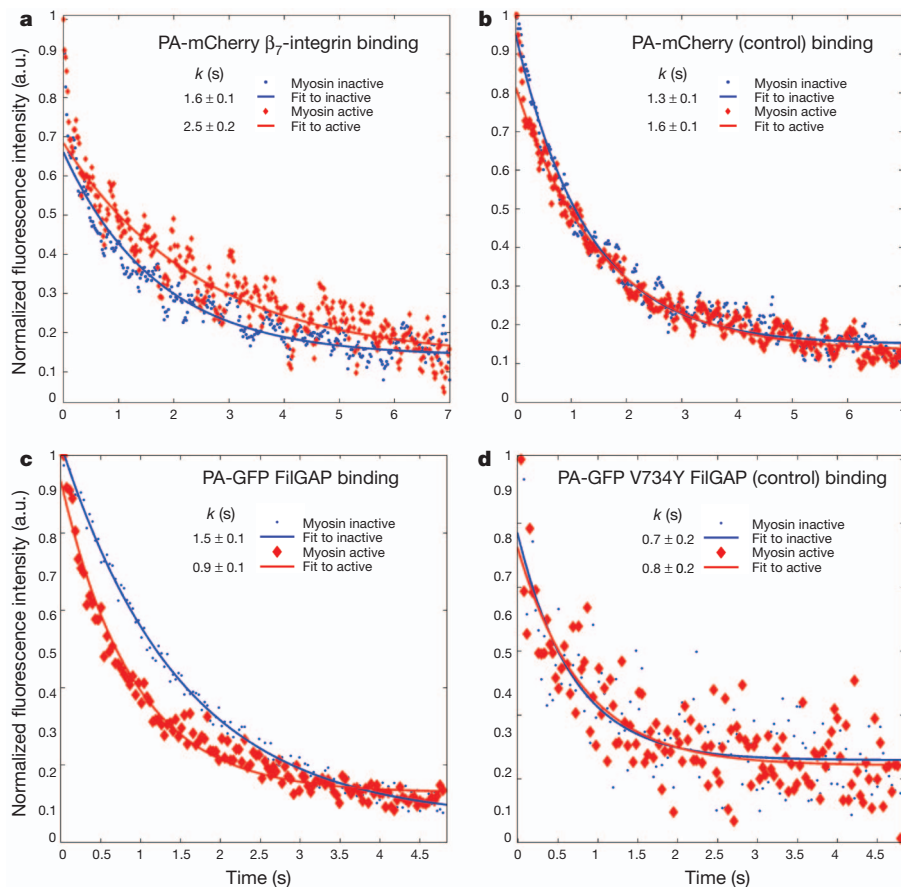 a
PA-mCherry β7-integrin binding
k (s)
1.6 ± 0.1
2.5 ± 0.2
Myosin inactive
Fit to inactive
Myosin active
Fit to active
Normalized fluorescence intensity (a.u.)
1
0.9
0.8
0.7
0.6
0.5
0.4
0.3
0.2
0.1
0
0 1 2 3 4 5 6 7
b
PA-mCherry (control) binding
k (s)
1.3 ± 0.1
1.6 ± 0.1
Myosin inactive
Fit to inactive
Myosin active
Fit to active
1
0.9
0.8
0.7
0.6
0.5
0.4
0.3
0.2
0.1
0
0 1 2 3 4 5 6 7
c
PA-GFP FilGAP binding
k (s)
1.5 ± 0.1
0.9 ± 0.1
Myosin inactive
Fit to inactive
Myosin active
Fit to active
Normalized fluorescence intensity (a.u.)
1
0.9
0.8
0.7
0.6
0.5
0.4
0.3
0.2
0.1
0
0 0.5 1 1.5 2 2.5 3 3.5 4 4.5
Time (s)
d
PA-GFP V734Y FilGAP (control) binding
k (s)
0.7 ± 0.2
0.8 ± 0.2
Myosin inactive
Fit to inactive
Myosin active
Fit to active
1
0.9
0.8
0.7
0.6
0.5
0.4
0.3
0.2
0.1
0
0 0.5 1 1.5 2 2.5 3 3.5 4 4.5
Time (s)